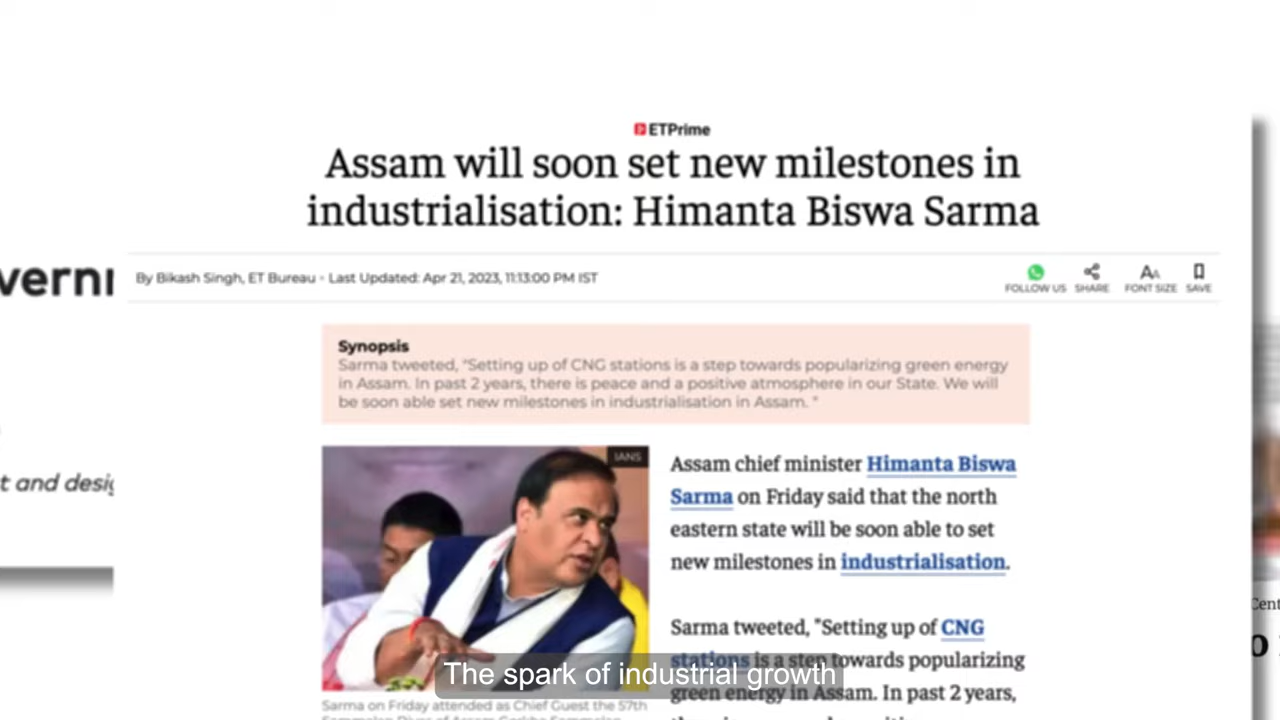 ETPrime
Assam will soon set new milestones in
industrialisation: Himanta Biswa Sarma
By Bikash Singh, ET Bureau • Last Updated: Apr 21, 2023, 11:13:00 PM IST
FOLLOW US SHARE FONT SIZE SAVE
Synopsis
Sarma tweeted, "Setting up of CNG stations is a step towards popularizing green energy
in Assam. In past 2 years, there is peace and a positive atmosphere in our State. We will
be soon able set new milestones in industrialisation in Assam. "
IANS
Assam chief minister Himanta Biswa
Sarma on Friday said that the north
eastern state will be soon able to set
new milestones in industrialisation.
Sarma tweeted, "Setting up of CNG
stations is a step towards popularizing
green energy in Assam. In past 2 years,
Sarma on Friday attended as Chief Guest the 57th
t and
The spark of industrial growth